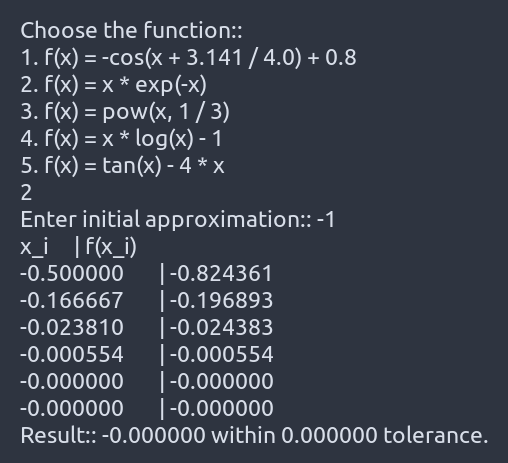 Choose the function::
1. f(x) = -cos(x + 3.141 / 4.0) + 0.8
2. f(x) = x * exp(-x)
3. f(x) = pow(x, 1 / 3)
4. f(x) = x * log(x) - 1
5. f(x) = tan(x) - 4 * x
2
Enter initial approximation:: -1
x_i | f(x_i)
-0.500000 | -0.824361
-0.166667 | -0.196893
-0.023810 | -0.024383
-0.000554 | -0.000554
-0.000000 | -0.000000
-0.000000 | -0.000000
Result:: -0.000000 within 0.000000 tolerance.